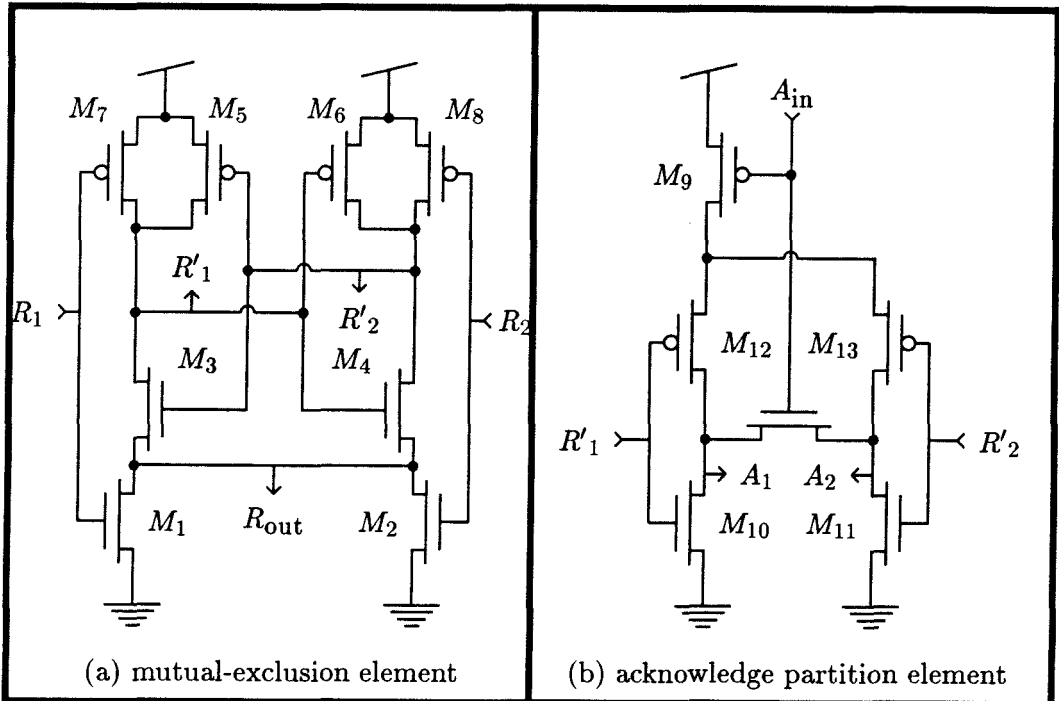 M7 M5 M6 M8
R1 R'1 R'2 R2
M3 M4
M1 Rout M2
(a) mutual-exclusion element
Ain
M9
M12 M13
R'1 A1 A2 R'2
M10 M11
(b) acknowledge partition element